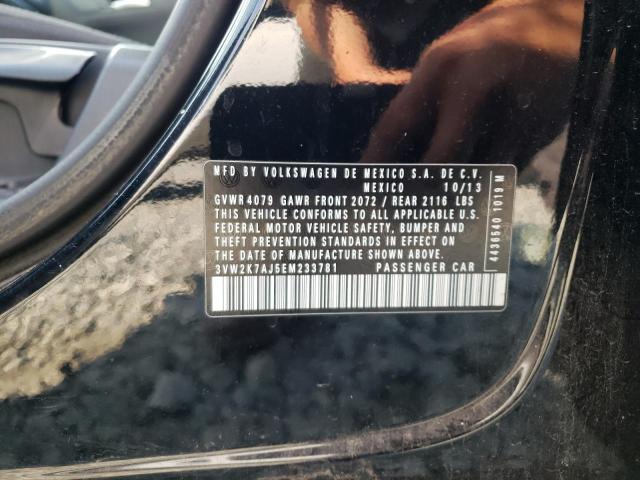 MFD BY VOLKSWAGEN DE MEXICO S.A. DE C.V.
MEXICO 10/13
GVWR 4079 GAWR FRONT 2072 / REAR 2116 LBS
THIS VEHICLE CONFORMS TO ALL APPLICABLE
FEDERAL MOTOR VEHICLE SAFETY, BUMPER AND
THEFT PREVENTION STANDARDS IN EFFECT ON
THE DATE OF MANUFACTURE SHOWN ABOVE.
3VW2K7AJ5EM233781 PASSENGER CAR
4436540 1019 M